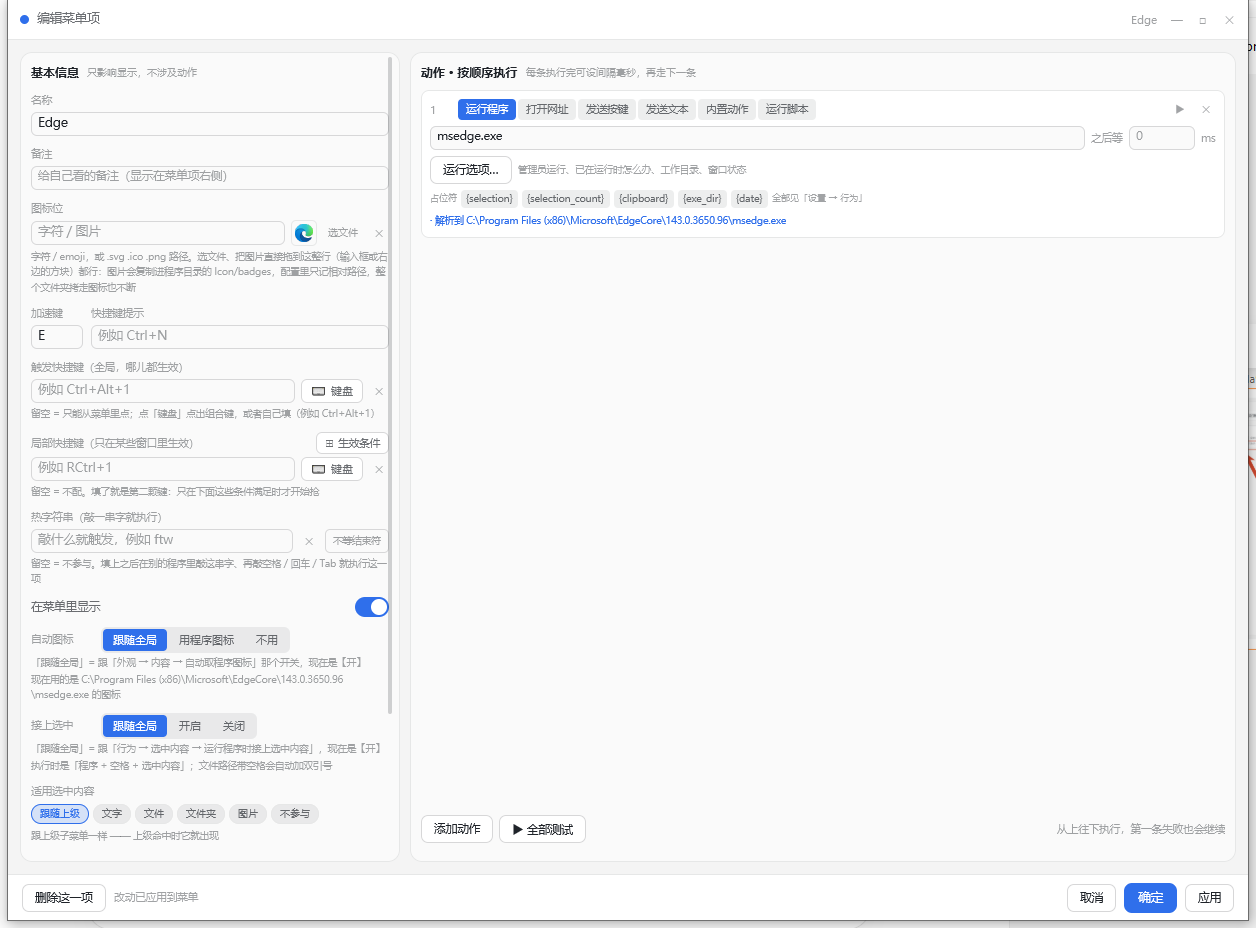 编辑菜单项
Edge
基本信息 只影响显示，不涉及动作
名称
Edge
备注
给自己看的备注（显示在菜单项右侧）
图标位
字符 / 图片
选文件
字符 / emoji，或 .svg .ico .png 路径。选文件、把图片直接拖到这整行（输入框或右
边的方块）都行：图片会复制进程序目录的 Icon/badges，配置里只记相对路径，整
个文件夹拷走图标也不断
加速键 快捷键提示
E 例如 Ctrl+N
触发快捷键（全局，哪儿都生效）
例如 Ctrl+Alt+1 键盘
留空 = 只能从菜单里点；点「键盘」点出组合键，或者自己填（例如 Ctrl+Alt+1）
局部快捷键（只在某些窗口里生效） 生效条件
例如 RCtrl+1 键盘
留空 = 不配。填了就是第二颗键：只在下面这些条件满足时才开始抢
热字符串（敲一串字就执行）
敲什么就触发，例如 ftw 不等结束符
留空 = 不参与。填上之后在别的程序里敲这串字、再敲空格 / 回车 / Tab 就执行这一
项
在菜单里显示
自动图标 跟随全局 用程序图标 不用
「跟随全局」= 跟「外观 → 内容 → 自动取程序图标」那个开关，现在是【开】
现在用的是 C:\Program Files (x86)\Microsoft\EdgeCore\143.0.3650.96
\msedge.exe 的图标
接上选中 跟随全局 开启 关闭
「跟随全局」= 跟「行为 → 选中内容 → 运行程序时接上选中内容」，现在是【开】
执行时是「程序 + 空格 + 选中内容」；文件路径带空格会自动加双引号
适用选中内容
跟随上级 文字 文件 文件夹 图片 不参与
跟上级子菜单一样 —— 上级命中时它就出现
动作 · 按顺序执行 每条执行完可设间隔毫秒，再走下一条
1 运行程序 打开网址 发送按键 发送文本 内置动作 运行脚本
msedge.exe 之后等 0 ms
运行选项... 管理员运行、已在运行时怎么办、工作目录、窗口状态
占位符 {selection} {selection_count} {clipboard} {exe_dir} {date} 全部见「设置 → 行为」
· 解析到 C:\Program Files (x86)\Microsoft\EdgeCore\143.0.3650.96\msedge.exe
添加动作 ▶ 全部测试 从上往下执行，第一条失败也会继续
删除这一项 改动已应用到菜单 取消 确定 应用